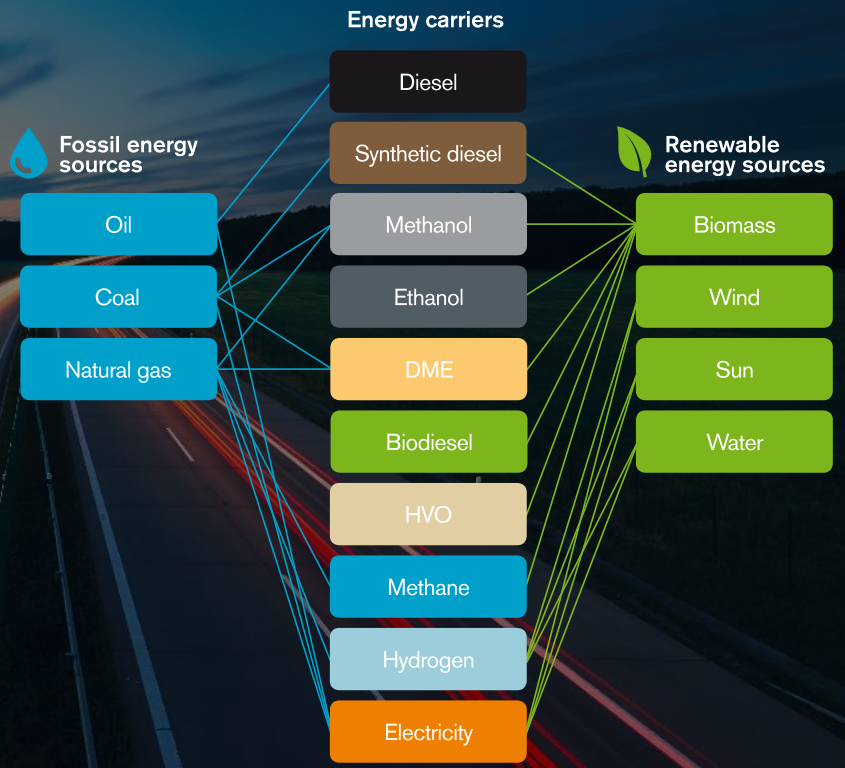 Energy carriers
Fossil energy
sources
Oil
Coal
Natural gas
Diesel
Synthetic diesel
Methanol
Ethanol
DME
Biodiesel
HVO
Methane
Hydrogen
Electricity
Renewable
energy sources
Biomass
Wind
Sun
Water